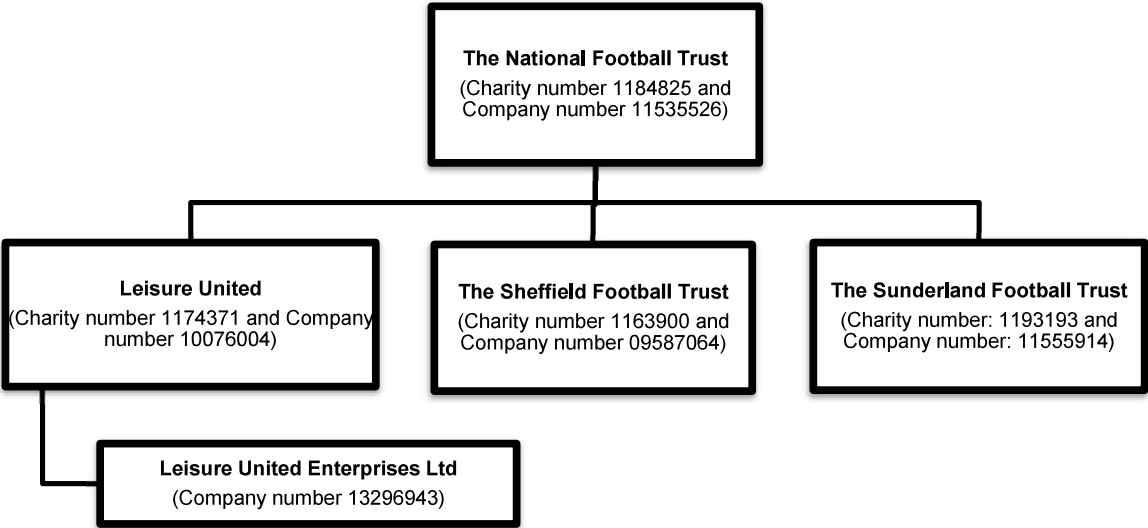 The National Football Trust
(Charity number 1184825 and
Company number 11535526)
Leisure United
(Charity number 1174371 and Company
number 10076004)
The Sheffield Football Trust
(Charity number 1163900 and
Company number 09587064)
The Sunderland Football Trust
(Charity number: 1193193 and
Company number: 11555914)
Leisure United Enterprises Ltd
(Company number 13296943)